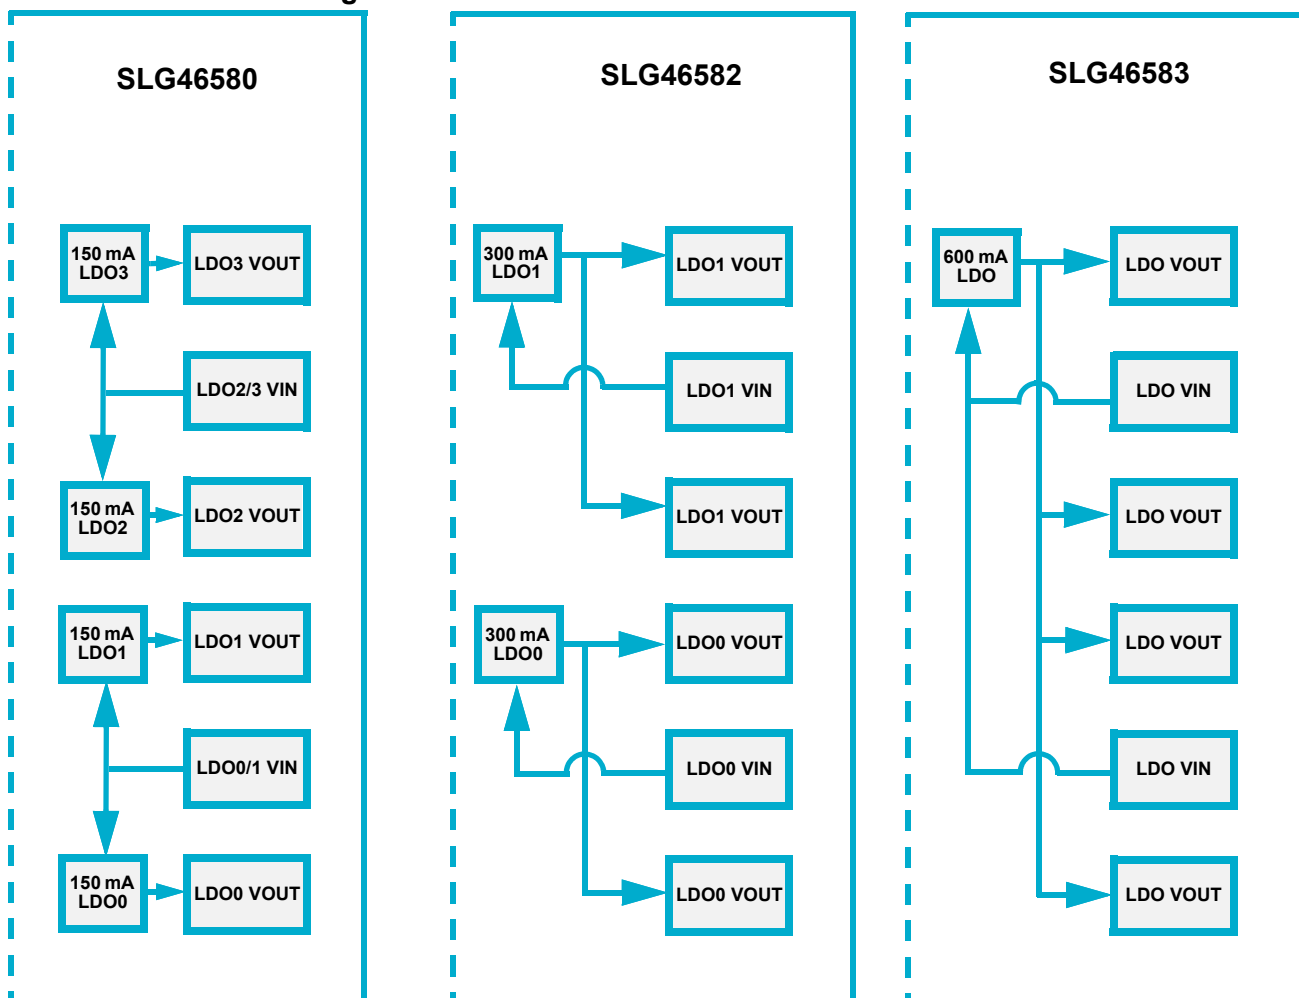 SLG46580
150 mA
LDO3
LDO3 VOUT
LDO2/3 VIN
150 mA
LDO2
LDO2 VOUT
150 mA
LDO1
LDO1 VOUT
LDO0/1 VIN
150 mA
LDO0
LDO0 VOUT
SLG46582
300 mA
LDO1
LDO1 VOUT
LDO1 VIN
LDO1 VOUT
300 mA
LDO0
LDO0 VOUT
LDO0 VIN
LDO0 VOUT
SLG46583
600 mA
LDO
LDO VOUT
LDO VIN
LDO VOUT
LDO VOUT
LDO VIN
LDO VOUT